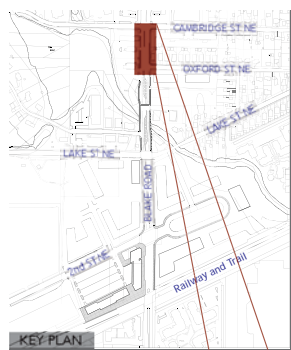 CAMBRIDGE ST NE
OXFORD ST NE
LAKE ST NE
LAKE ST NE
BLAKE ROAD
2nd ST NE
Railway and Trail
KEY PLAN